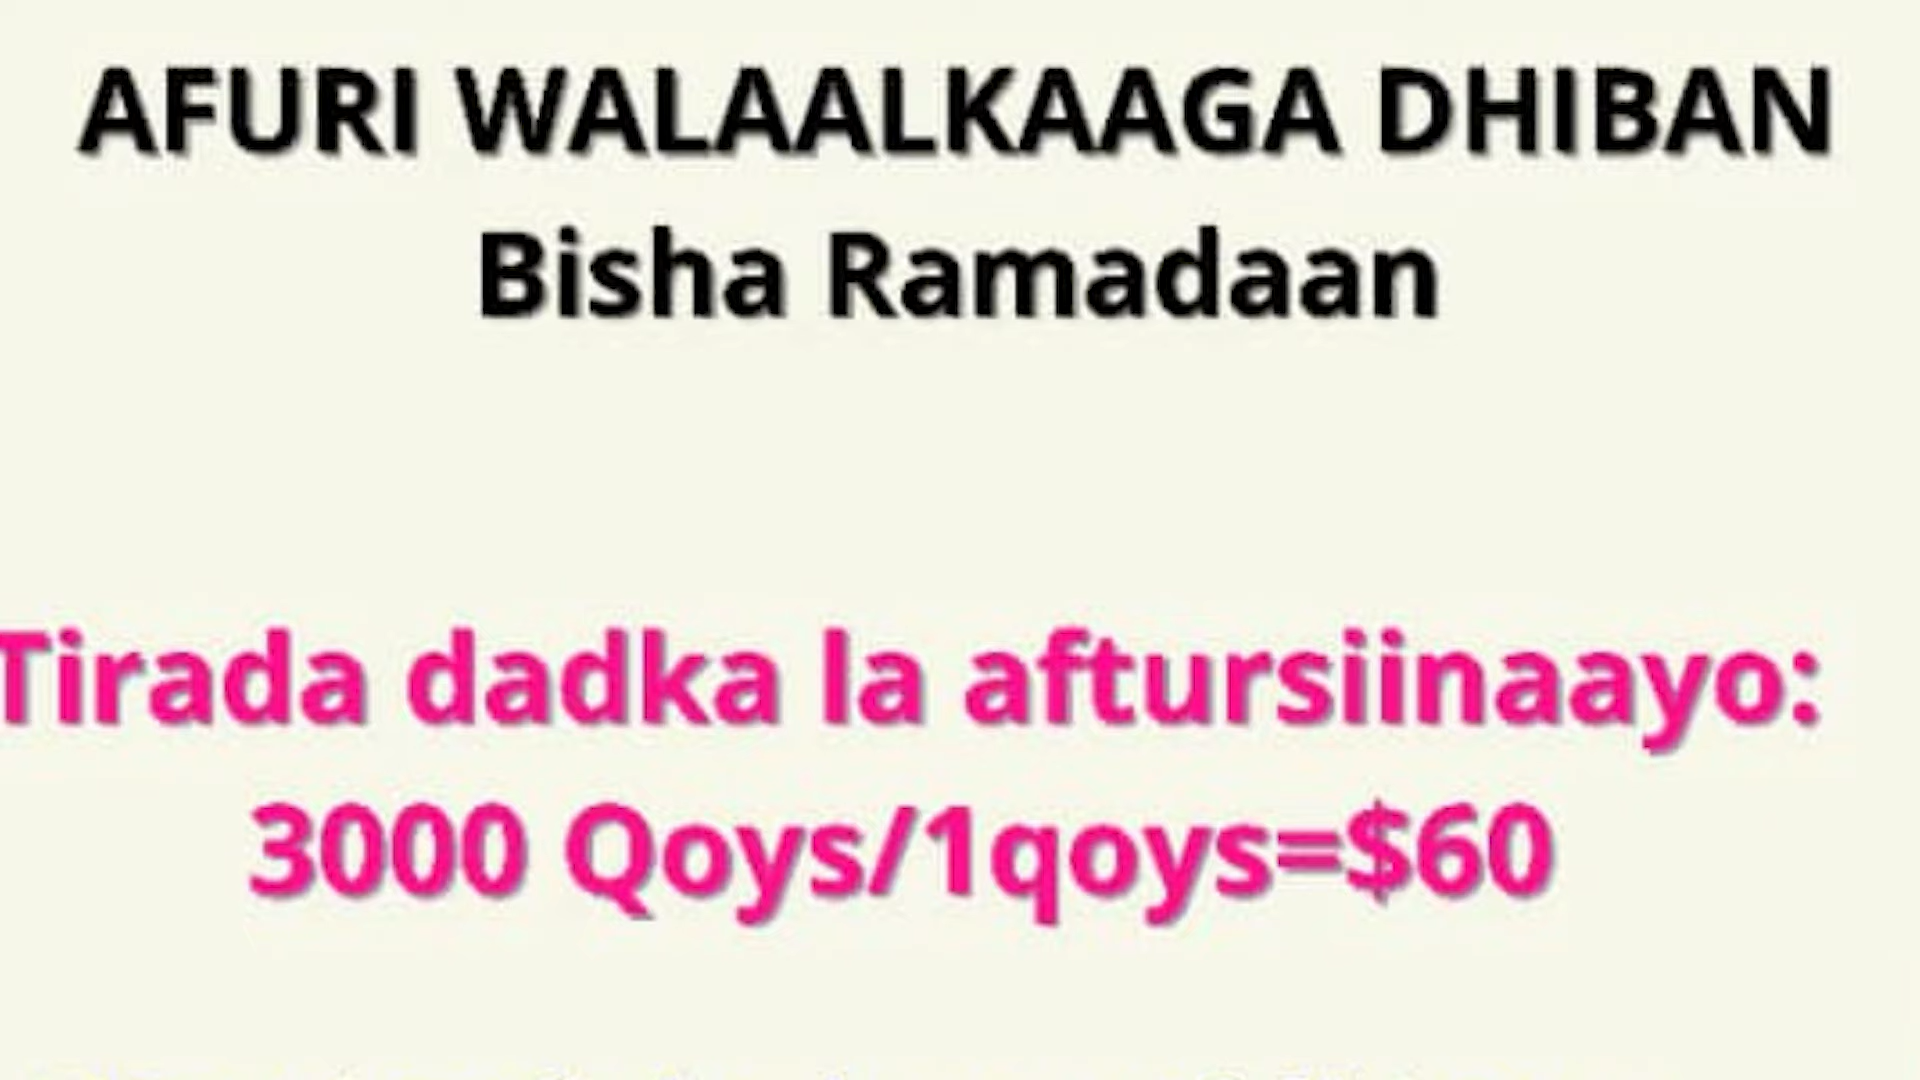 AFURI WALAALKAAGA DHIBAN
Bisha Ramadaan
Tirada dadka la aftursiinaayo:
3000 Qoys/1qoys=$60